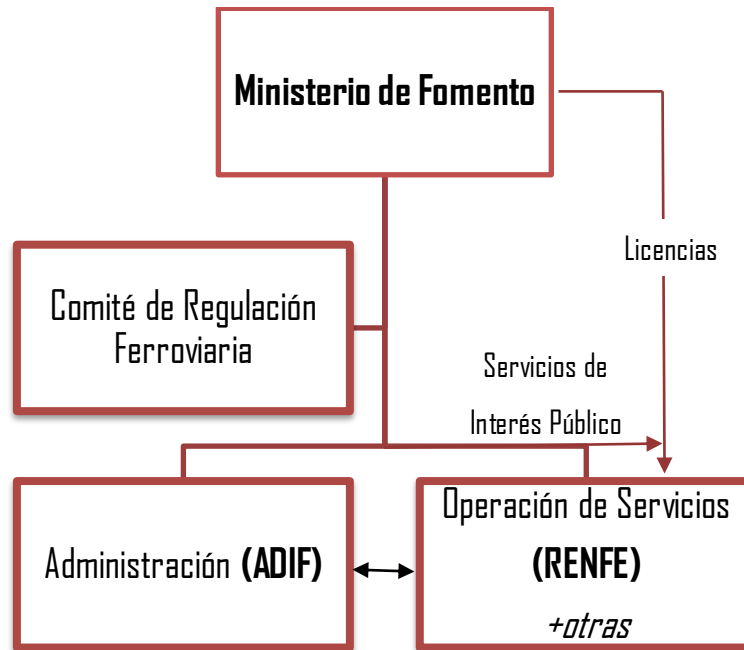 Ministerio de Fomento
Licencias
Comité de Regulación
Ferroviaria
Servicios de
Interés Público
Administración (ADIF)
Operación de Servicios
(RENFE)
+otras